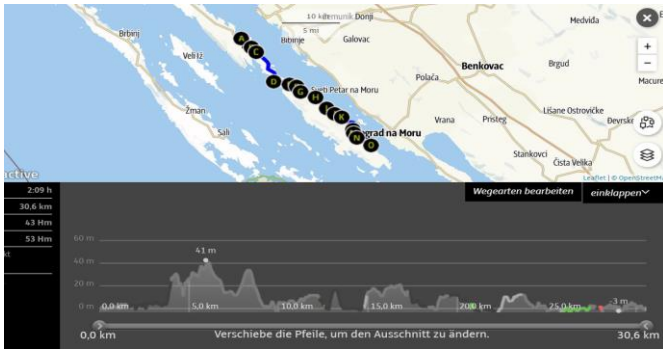 10 km
5 mi
Zemunik Donji
Medviđa
Brbinj
Bibinje
Galovac
Veli Iž
Benkovac
Brgud
Polača
Macure
Sveti Petar na Moru
Žman
Lišane Ostrovičke
Vrana
Pristeg
Sali
Biograd na Moru
Stankovci
Čista Velika
A
C
D
G
H
K
N
O
+
−
Leaflet | © OpenStreetM
2:09 h
30,6 km
43 Hm
53 Hm
Wegearten bearbeiten
einklappen
60 m
40 m
20 m
0 m
41 m
-3 m
0,0 km
5,0 km
10,0 km
15,0 km
20,0 km
25,0 km
0,0 km
Verschiebe die Pfeile, um den Ausschnitt zu ändern.
30,6 km